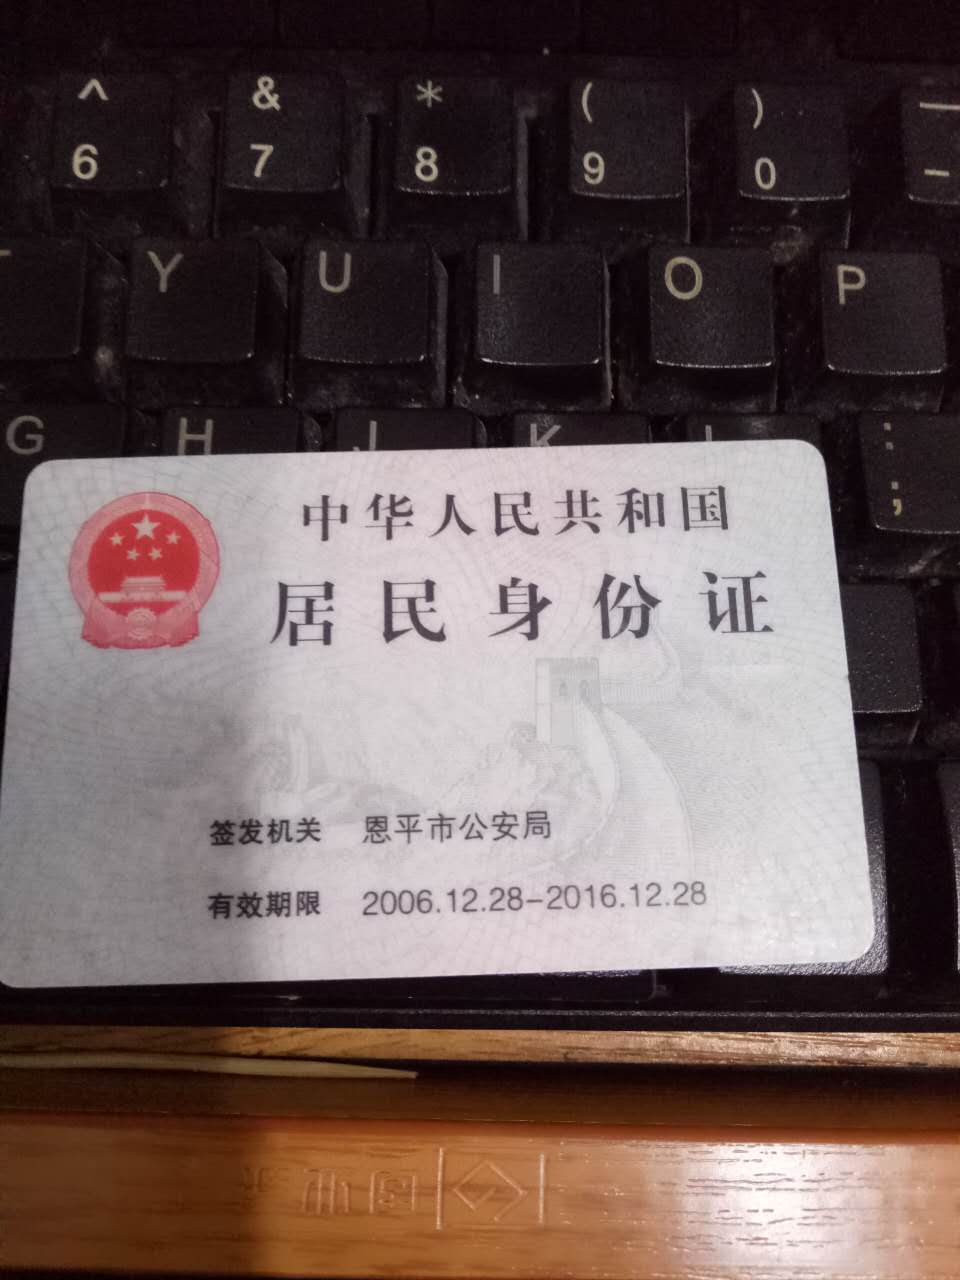 ^ & * ( ) —
6 7 8 9 0 -
T Y U I O P
G H J K L :
;
中华人民共和国
居民身份证
签发机关 恩平市公安局
有效期限 2006.12.28-2016.12.28